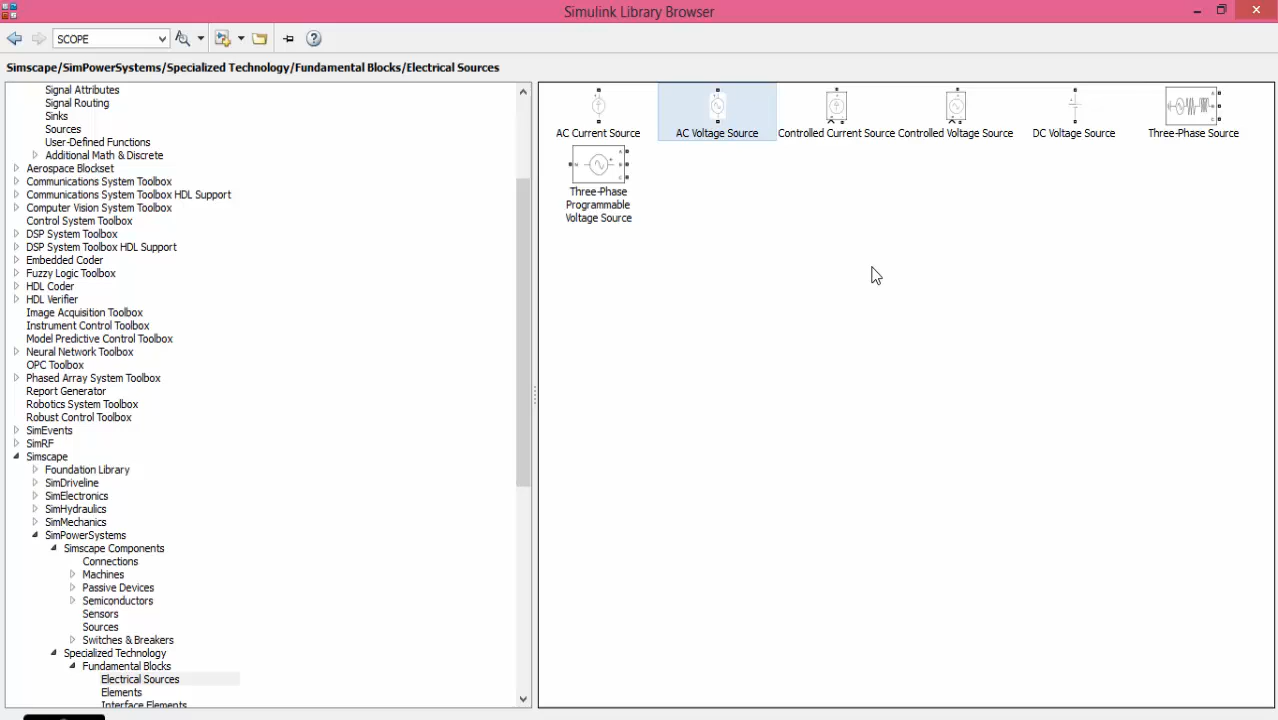 Simulink Library Browser
SCOPE
Simscape/SimPowerSystems/Specialized Technology/Fundamental Blocks/Electrical Sources
Signal Attributes
Signal Routing
Sinks
Sources
User-Defined Functions
Additional Math & Discrete
Aerospace Blockset
Communications System Toolbox
Communications System Toolbox HDL Support
Computer Vision System Toolbox
Control System Toolbox
DSP System Toolbox
DSP System Toolbox HDL Support
Embedded Coder
Fuzzy Logic Toolbox
HDL Coder
HDL Verifier
Image Acquisition Toolbox
Instrument Control Toolbox
Model Predictive Control Toolbox
Neural Network Toolbox
OPC Toolbox
Phased Array System Toolbox
Report Generator
Robotics System Toolbox
Robust Control Toolbox
SimEvents
SimRF
Simscape
Foundation Library
SimDriveline
SimElectronics
SimHydraulics
SimMechanics
SimPowerSystems
Simscape Components
Connections
Machines
Passive Devices
Semiconductors
Sensors
Sources
Switches & Breakers
Specialized Technology
Fundamental Blocks
Electrical Sources
Elements
Interface Elements
AC Current Source
AC Voltage Source
Controlled Current Source
Controlled Voltage Source
DC Voltage Source
Three-Phase Source
Three-Phase
Programmable
Voltage Source